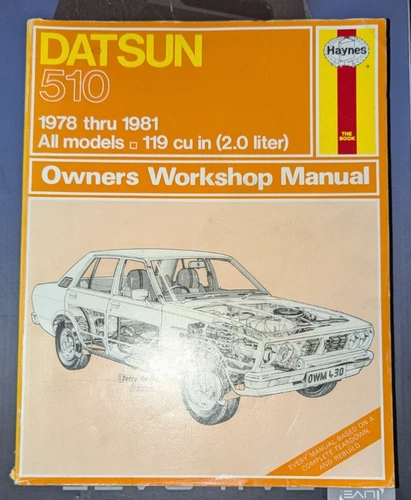 DATSUN
510
1978 thru 1981
All models □ 119 cu in (2.0 liter)
Haynes
®
THE
BOOK
Owners Workshop Manual
Terry
OWM 430
EVERY MANUAL BASED ON A
COMPLETE TEARDOWN
AND REBUILD